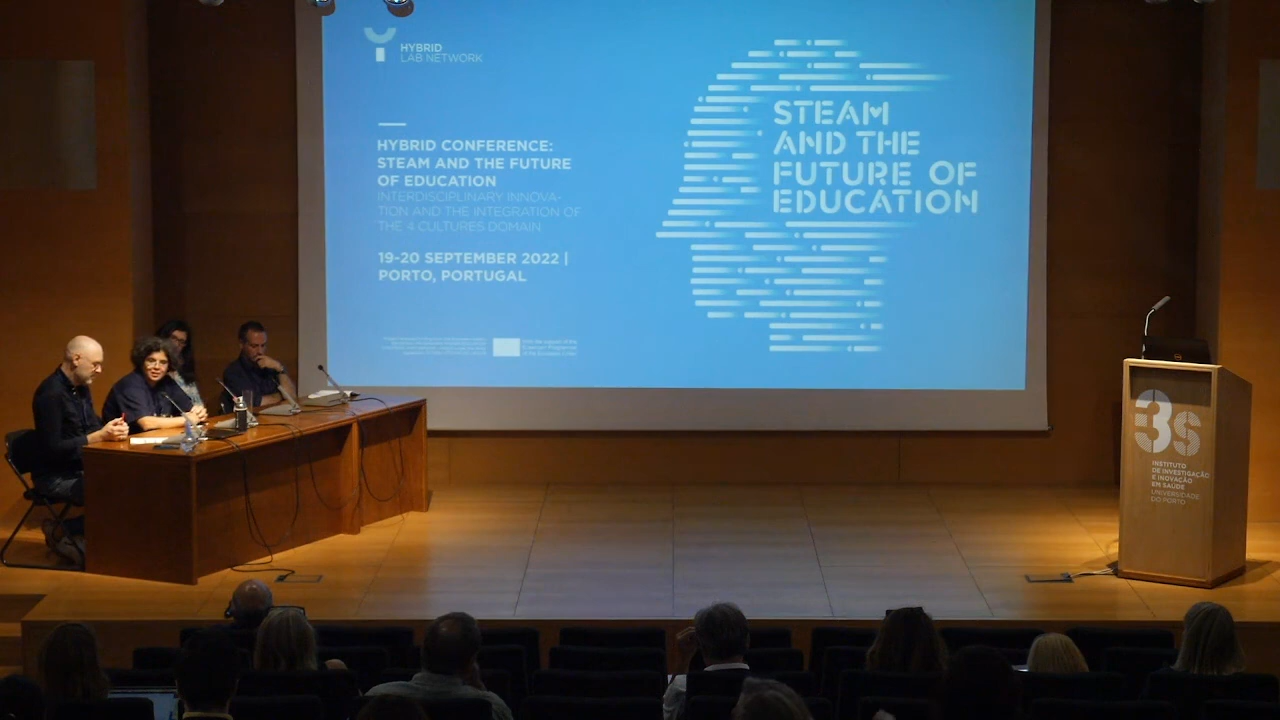 HYBRID
LAB NETWORK
HYBRID CONFERENCE:
STEAM AND THE FUTURE
OF EDUCATION
INTERDISCIPLINARY INNOVA-
TION AND THE INTEGRATION OF
THE 4 CULTURES DOMAIN
19-20 SEPTEMBER 2022 |
PORTO, PORTUGAL
STEAM
AND THE
FUTURE OF
EDUCATION
i3S
INSTITUTO
DE INVESTIGAÇÃO
E INOVAÇÃO
EM SAÚDE
UNIVERSIDADE
DO PORTO